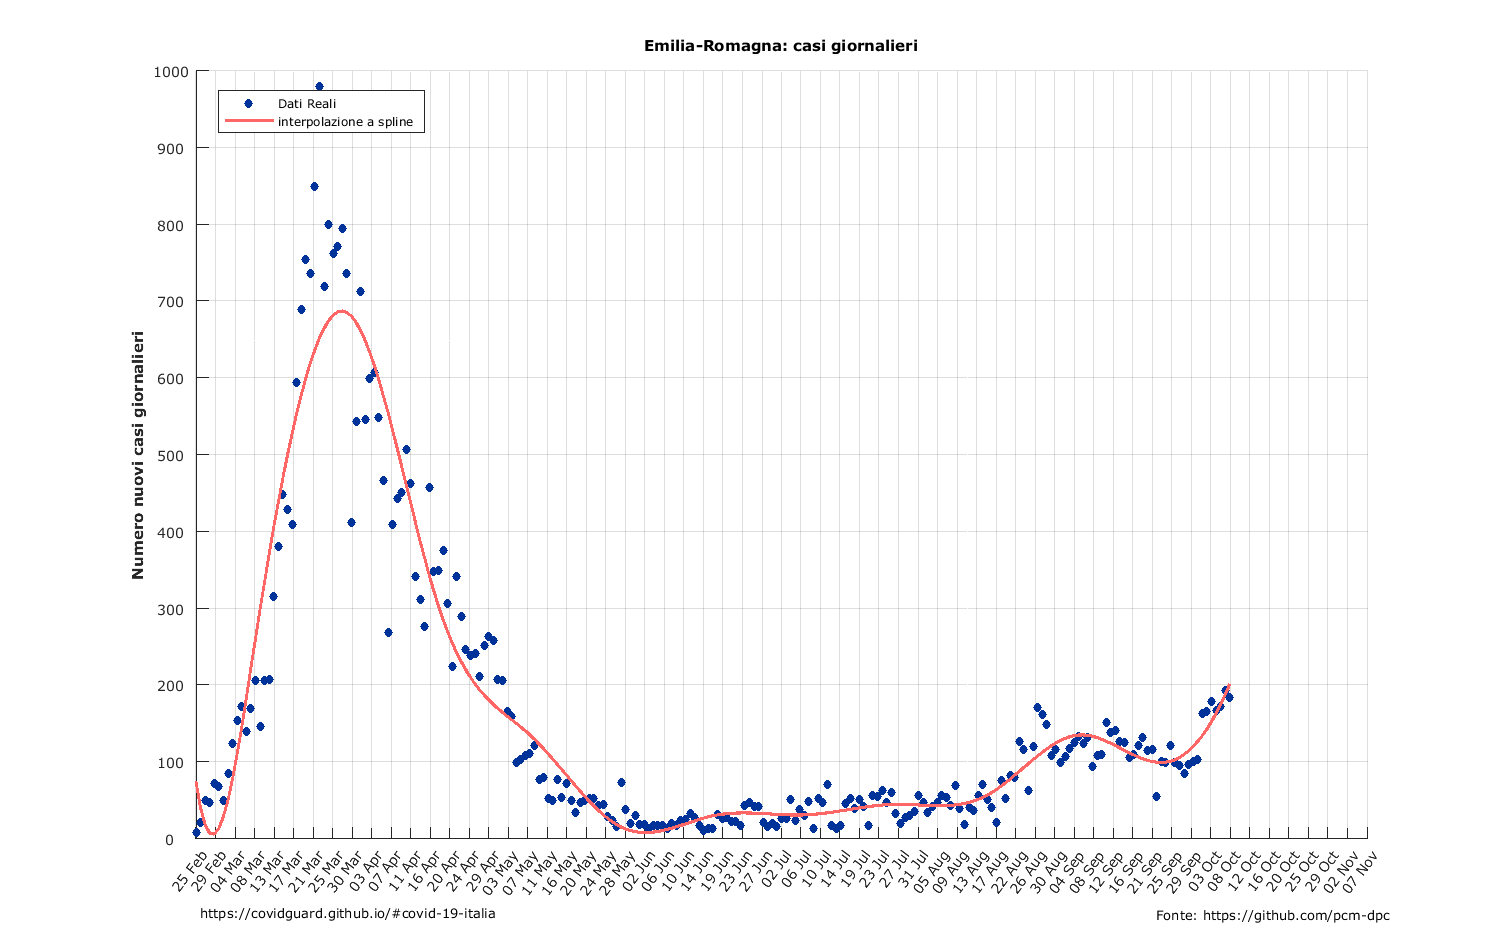 Emilia-Romagna: casi giornalieri
1000
900
800
700
600
500
400
300
200
100
0
Dati Reali
interpolazione a spline
Numero nuovi casi giornalieri
25 Feb
29 Feb
04 Mar
08 Mar
13 Mar
17 Mar
21 Mar
25 Mar
30 Mar
03 Apr
07 Apr
11 Apr
16 Apr
20 Apr
24 Apr
29 Apr
03 May
07 May
11 May
16 May
20 May
24 May
28 May
02 Jun
06 Jun
10 Jun
14 Jun
19 Jun
23 Jun
27 Jun
02 Jul
06 Jul
10 Jul
14 Jul
19 Jul
23 Jul
27 Jul
31 Jul
05 Aug
09 Aug
13 Aug
17 Aug
22 Aug
26 Aug
30 Aug
04 Sep
08 Sep
12 Sep
16 Sep
21 Sep
25 Sep
29 Sep
03 Oct
08 Oct
12 Oct
16 Oct
20 Oct
25 Oct
29 Oct
02 Nov
07 Nov
https://covidguard.github.io/#covid-19-italia
Fonte: https://github.com/pcm-dpc